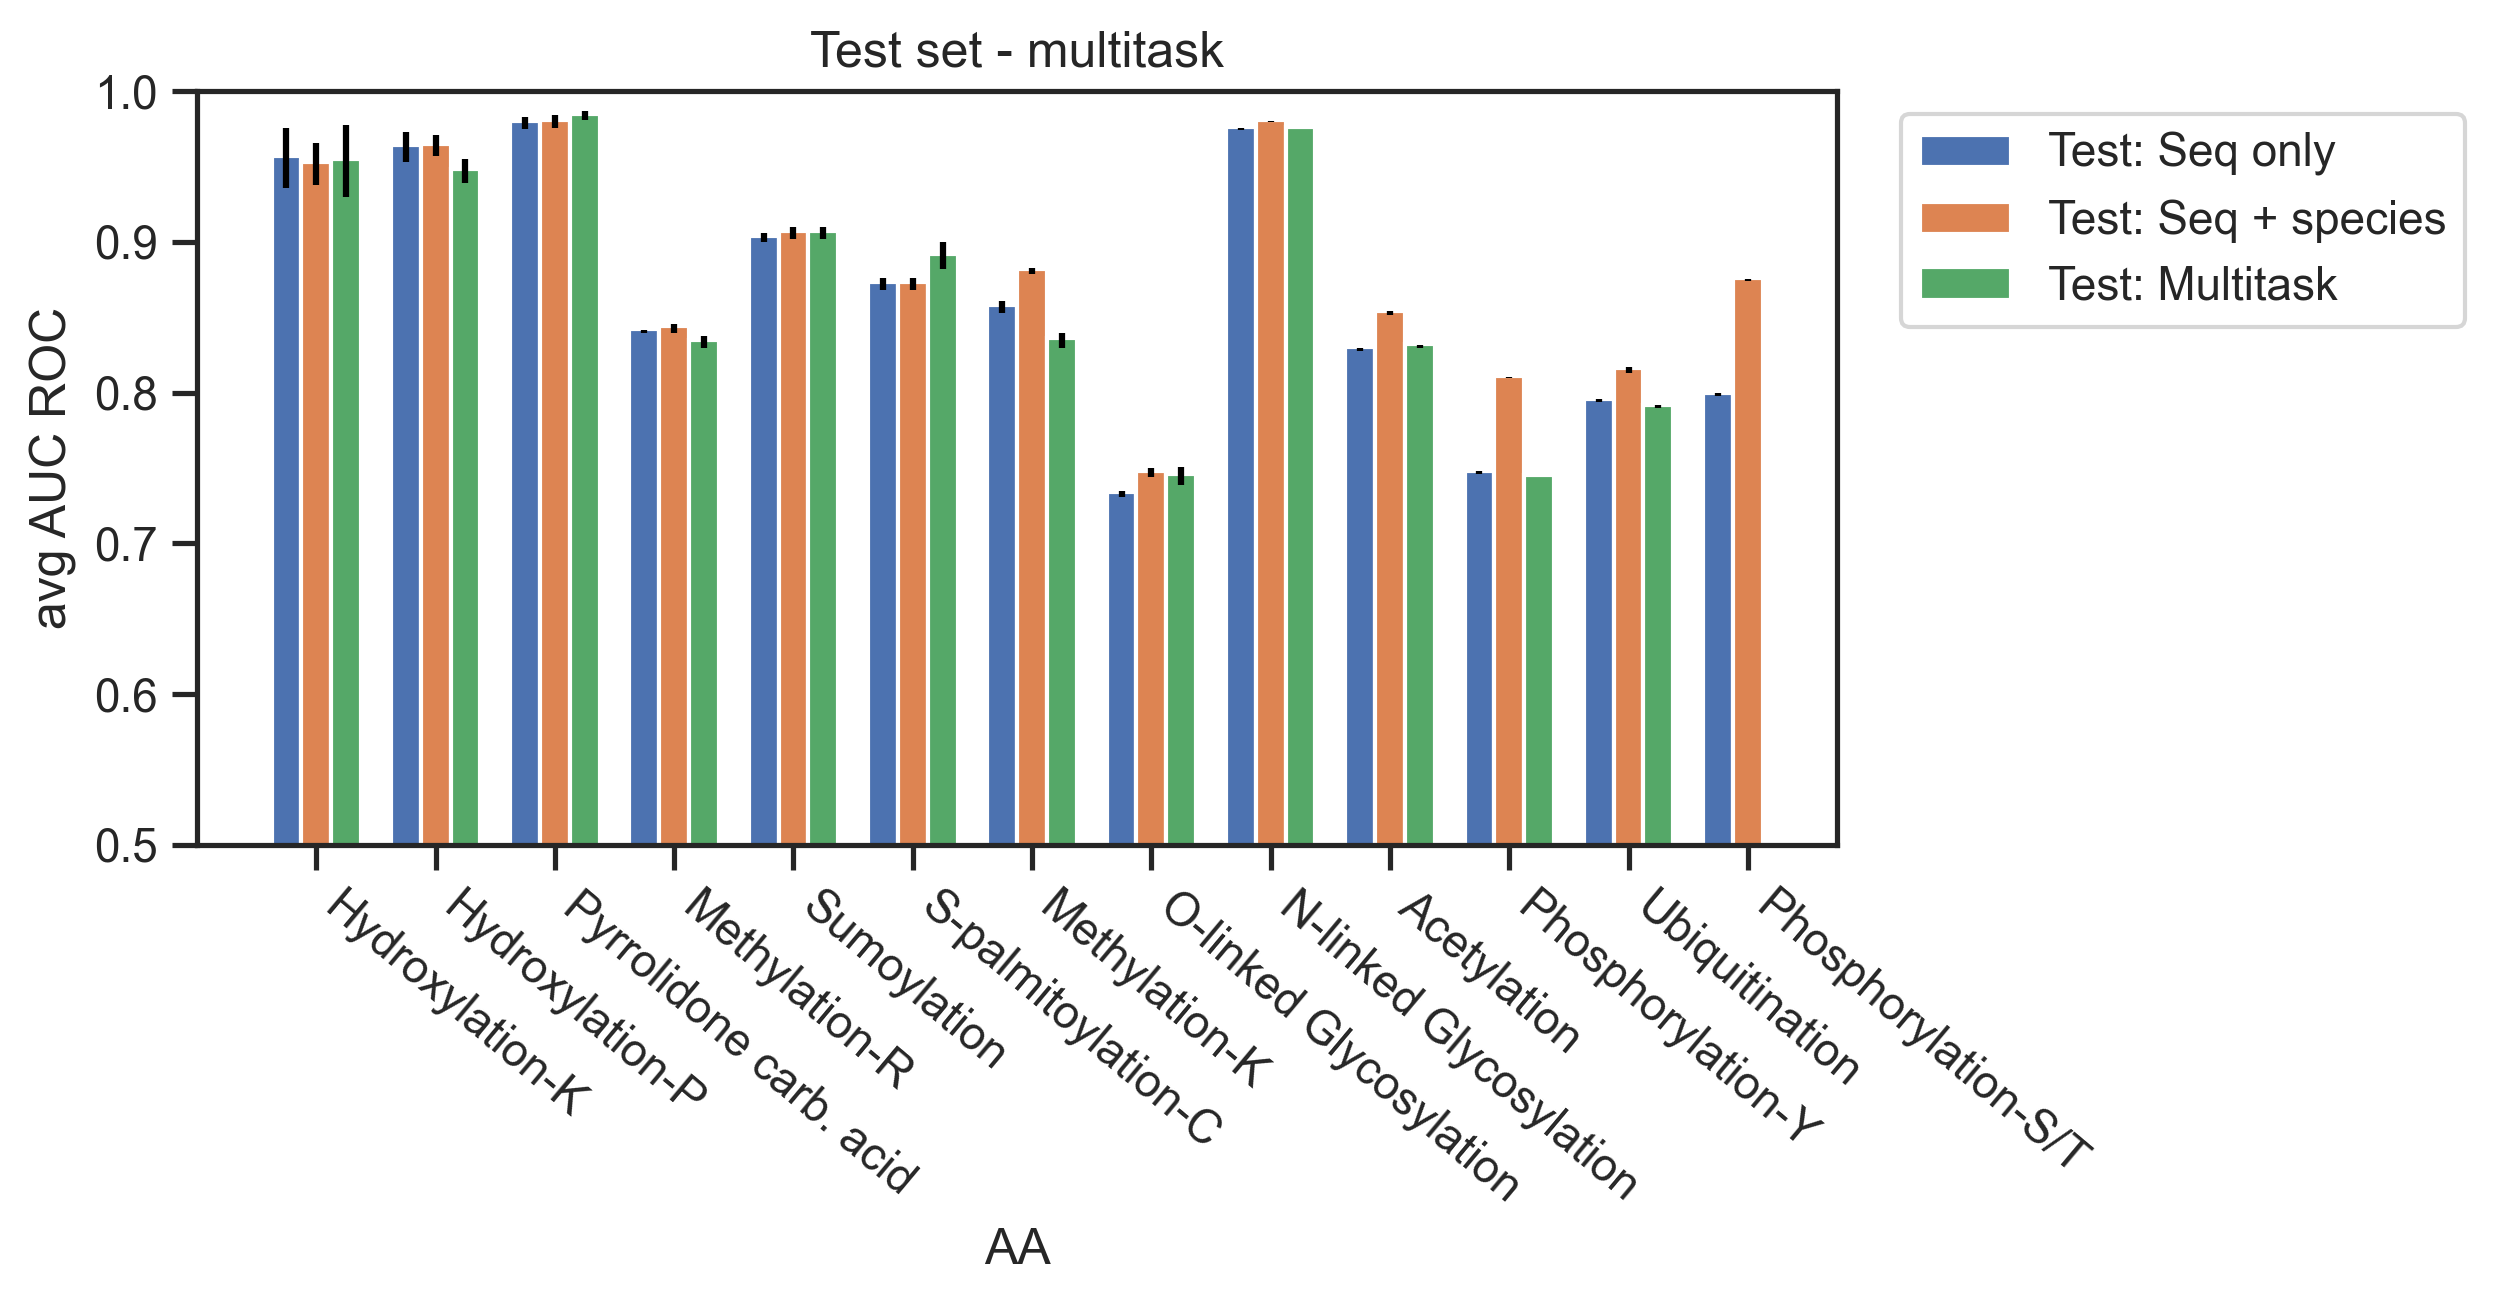 Test set - multitask
1.0
0.9
0.8
0.7
0.6
0.5
avg AUC ROC
Test: Seq only
Test: Seq + species
Test: Multitask
Hydroxylation-K
Hydroxylation-P
Pyrrolidone carb. acid
Methylation-R
Sumoylation
S-palmitoylation-C
Methylation-K
O-linked Glycosylation
N-linked Glycosylation
Acetylation
Phosphorylation-Y
Ubiquitination
Phosphorylation-S/T
AA